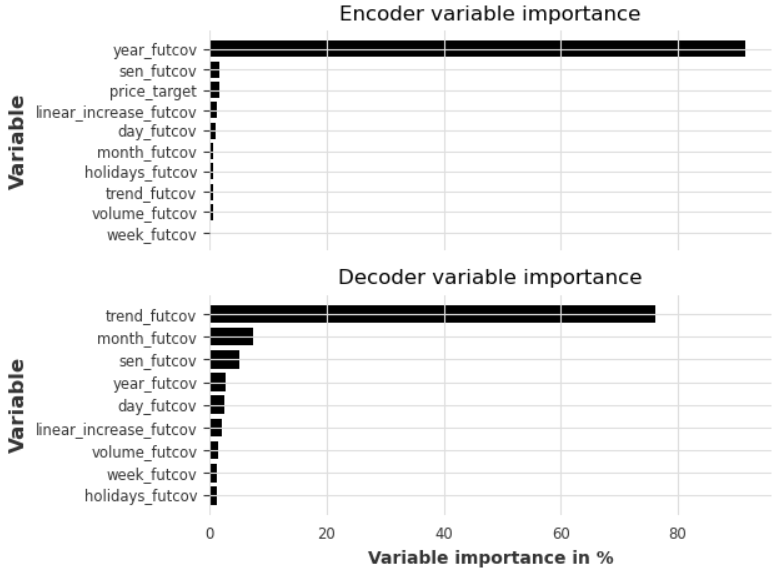 Encoder variable importance
year_futcov
sen_futcov
price_target
linear_increase_futcov
day_futcov
month_futcov
holidays_futcov
trend_futcov
volume_futcov
week_futcov
Variable
Decoder variable importance
trend_futcov
month_futcov
sen_futcov
year_futcov
day_futcov
linear_increase_futcov
volume_futcov
week_futcov
holidays_futcov
Variable
0 20 40 60 80
Variable importance in %